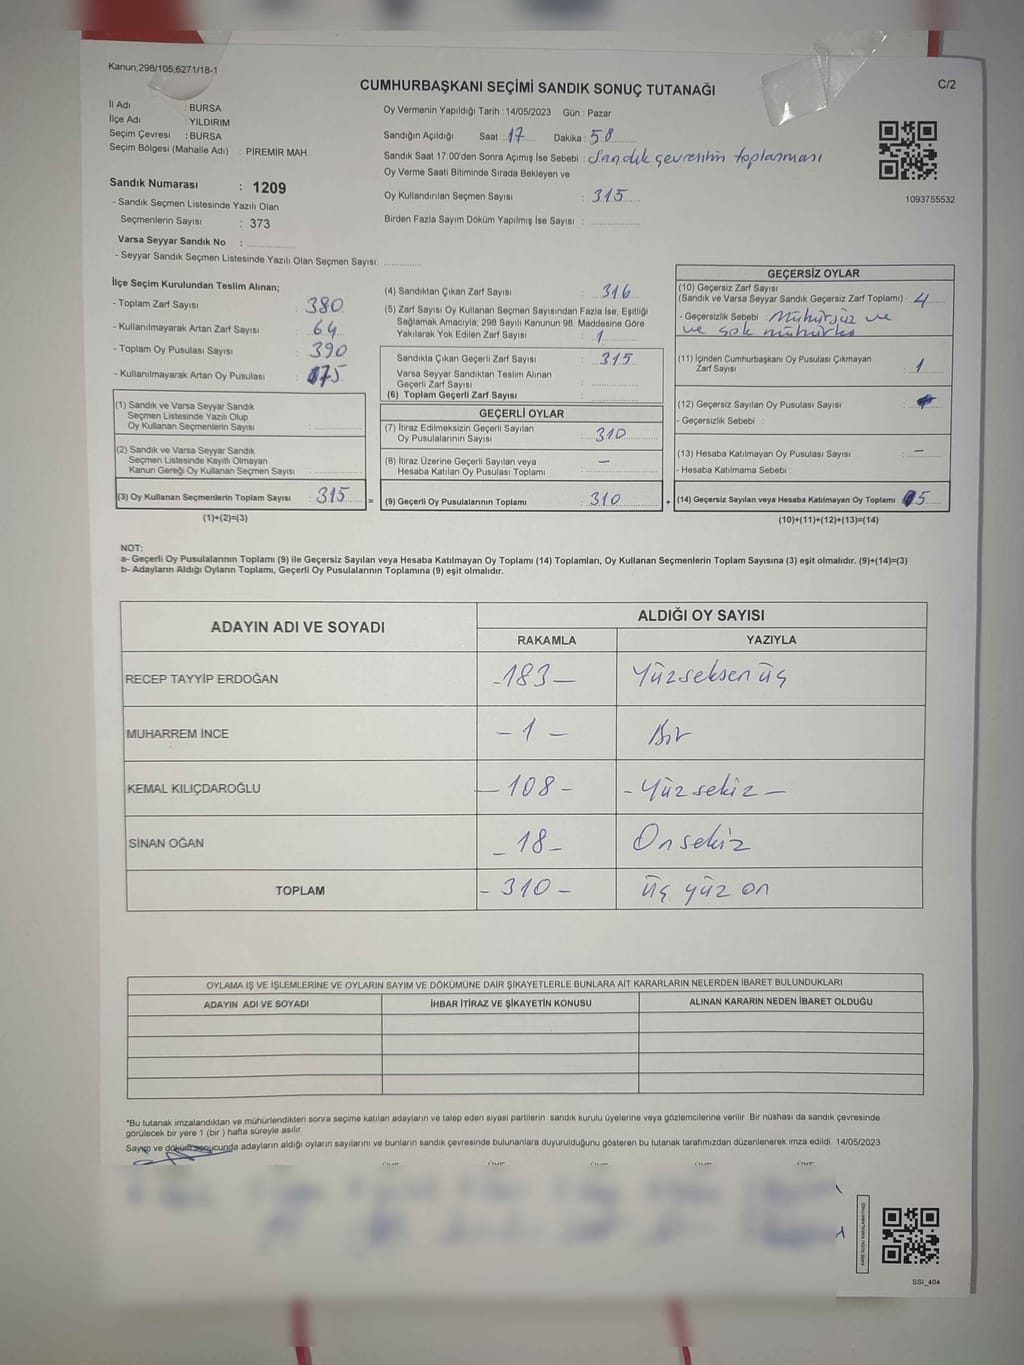 Kanun;298/105;6271/18-1
CUMHURBAŞKANI SEÇİMİ SANDIK SONUÇ TUTANAĞI
C/2
İl Adı : BURSA
İlçe Adı : YILDIRIM
Seçim Çevresi : BURSA
Seçim Bölgesi (Mahalle Adı) : PİREMİR MAH.
Oy Vermenin Yapıldığı Tarih :14/05/2023 Gün : Pazar
Sandığın Açıldığı Saat :17 Dakika :58
Sandık Saat 17:00'den Sonra Açımış İse Sebebi : Sandık çevresinin toplanması
Oy Verme Saati Bitiminde Sırada Bekleyen ve
Oy Kullandırılan Seçmen Sayısı : 315
Birden Fazla Sayım Döküm Yapılmış İse Sayısı :
1093755532
Sandık Numarası : 1209
- Sandık Seçmen Listesinde Yazılı Olan
Seçmenlerin Sayısı : 373
Varsa Seyyar Sandık No :
- Seyyar Sandık Seçmen Listesinde Yazılı Olan Seçmen Sayısı:
İlçe Seçim Kurulundan Teslim Alınan;
- Toplam Zarf Sayısı : 380
- Kullanılmayarak Artan Zarf Sayısı : 64
- Toplam Oy Pusulası Sayısı : 390
- Kullanılmayarak Artan Oy Pusulası : 75
(1) Sandık ve Varsa Seyyar Sandık
Seçmen Listesinde Yazılı Olup
Oy Kullanan Seçmenlerin Sayısı :
(2) Sandık ve Varsa Seyyar Sandık
Seçmen Listesinde Kayıtlı Olmayan
Kanun Gereği Oy Kullanan Seçmen Sayısı :
(3) Oy Kullanan Seçmenlerin Toplam Sayısı : 315 =
(1)+(2)=(3)
(4) Sandıktan Çıkan Zarf Sayısı : 316
(5) Zarf Sayısı Oy Kullanan Seçmen Sayısından Fazla İse, Eşitliği
Sağlamak Amacıyla; 298 Sayılı Kanunun 98. Maddesine Göre
Yakılarak Yok Edilen Zarf Sayısı : 1
Sandıkta Çıkan Geçerli Zarf Sayısı : 315
Varsa Seyyar Sandıktan Teslim Alınan
Geçerli Zarf Sayısı :
(6) Toplam Geçerli Zarf Sayısı :
GEÇERLİ OYLAR
(7) İtiraz Edilmeksizin Geçerli Sayılan
Oy Pusulalarının Sayısı : 310
(8) İtiraz Üzerine Geçerli Sayılan veya
Hesaba Katılan Oy Pusulası Toplamı : —
(9) Geçerli Oy Pusulalarının Toplamı : 310 +
GEÇERSİZ OYLAR
(10) Geçersiz Zarf Sayısı
(Sandık ve Varsa Seyyar Sandık Geçersiz Zarf Toplamı) : 4
- Geçersizlik Sebebi : Mühürsüz ve
ve çok mühürlü
(11) İçinden Cumhurbaşkanı Oy Pusulası Çıkmayan
Zarf Sayısı : 1
(12) Geçersiz Sayılan Oy Pusulası Sayısı :
- Geçersizlik Sebebi :
(13) Hesaba Katılmayan Oy Pusulası Sayısı : —
- Hesaba Katılmama Sebebi :
(14) Geçersiz Sayılan veya Hesaba Katılmayan Oy Toplamı : 5
(10)+(11)+(12)+(13)=(14)
NOT:
a- Geçerli Oy Pusulalarının Toplamı (9) ile Geçersiz Sayılan veya Hesaba Katılmayan Oy Toplamı (14) Toplamları, Oy Kullanan Seçmenlerin Toplam Sayısına (3) eşit olmalıdır. (9)+(14)=(3)
b- Adayların Aldığı Oyların Toplamı, Geçerli Oy Pusulalarının Toplamına (9) eşit olmalıdır.
ADAYIN ADI VE SOYADI ALDIĞI OY SAYISI
RAKAMLA YAZIYLA
RECEP TAYYİP ERDOĞAN -183- Yüzseksen üç
MUHARREM İNCE -1- Bir
KEMAL KILIÇDAROĞLU -108- -Yüzsekiz-
SİNAN OĞAN -18- Onsekiz
TOPLAM -310- üç yüz on
OYLAMA İŞ VE İŞLEMLERİNE VE OYLARIN SAYIM VE DÖKÜMÜNE DAİR ŞİKAYETLERLE BUNLARA AİT KARARLARIN NELERDEN İBARET BULUNDUKLARI
ADAYIN ADI VE SOYADI İHBAR İTİRAZ VE ŞİKAYETİN KONUSU ALINAN KARARIN NEDEN İBARET OLDUĞU
*Bu tutanak imzalandıktan ve mühürlendikten sonra seçime katılan adayların ve talep eden siyasi partilerin sandık kurulu üyelerine veya gözlemcilerine verilir .Bir nüshası da sandık çevresinde
görülecek bir yere 1 (bir) hafta süreyle asılır.
Sayım ve döküm sonucunda adayların aldığı oyların sayılarını ve bunların sandık çevresinde bulunanlara duyurulduğunu gösteren bu tutanak tarafımızdan düzenlenerek imza edildi. 14/05/2023
SSI_404